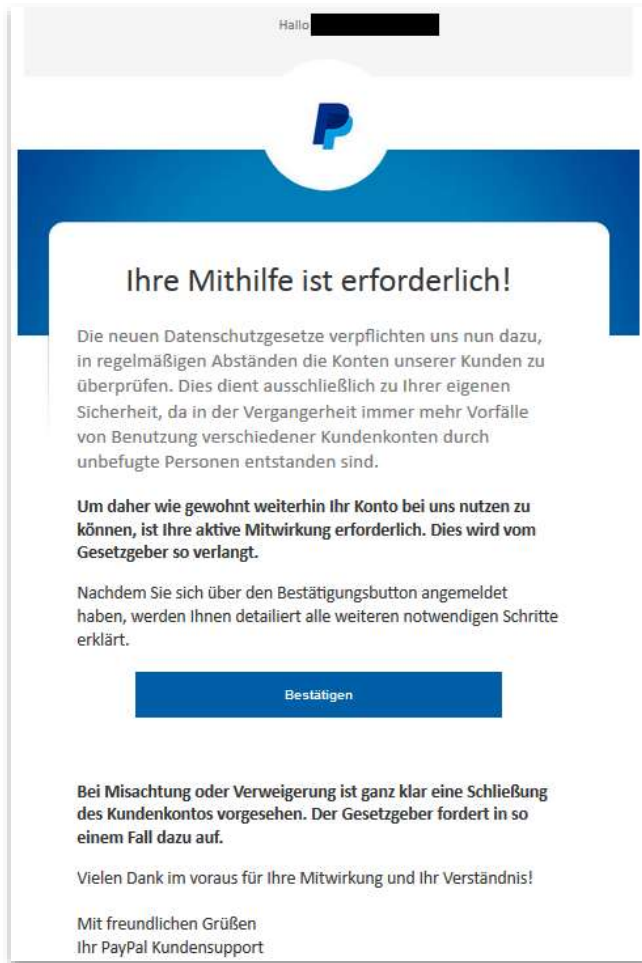 Hallo
Ihre Mithilfe ist erforderlich!
Die neuen Datenschutzgesetze verpflichten uns nun dazu,
in regelmäßigen Abständen die Konten unserer Kunden zu
überprüfen. Dies dient ausschließlich zu Ihrer eigenen
Sicherheit, da in der Vergangerheit immer mehr Vorfälle
von Benutzung verschiedener Kundenkonten durch
unbefugte Personen entstanden sind.
Um daher wie gewohnt weiterhin Ihr Konto bei uns nutzen zu
können, ist Ihre aktive Mitwirkung erforderlich. Dies wird vom
Gesetzgeber so verlangt.
Nachdem Sie sich über den Bestätigungsbutton angemeldet
haben, werden Ihnen detailiert alle weiteren notwendigen Schritte
erklärt.
Bestätigen
Bei Misachtung oder Verweigerung ist ganz klar eine Schließung
des Kundenkontos vorgesehen. Der Gesetzgeber fordert in so
einem Fall dazu auf.
Vielen Dank im voraus für Ihre Mitwirkung und Ihr Verständnis!
Mit freundlichen Grüßen
Ihr PayPal Kundensupport